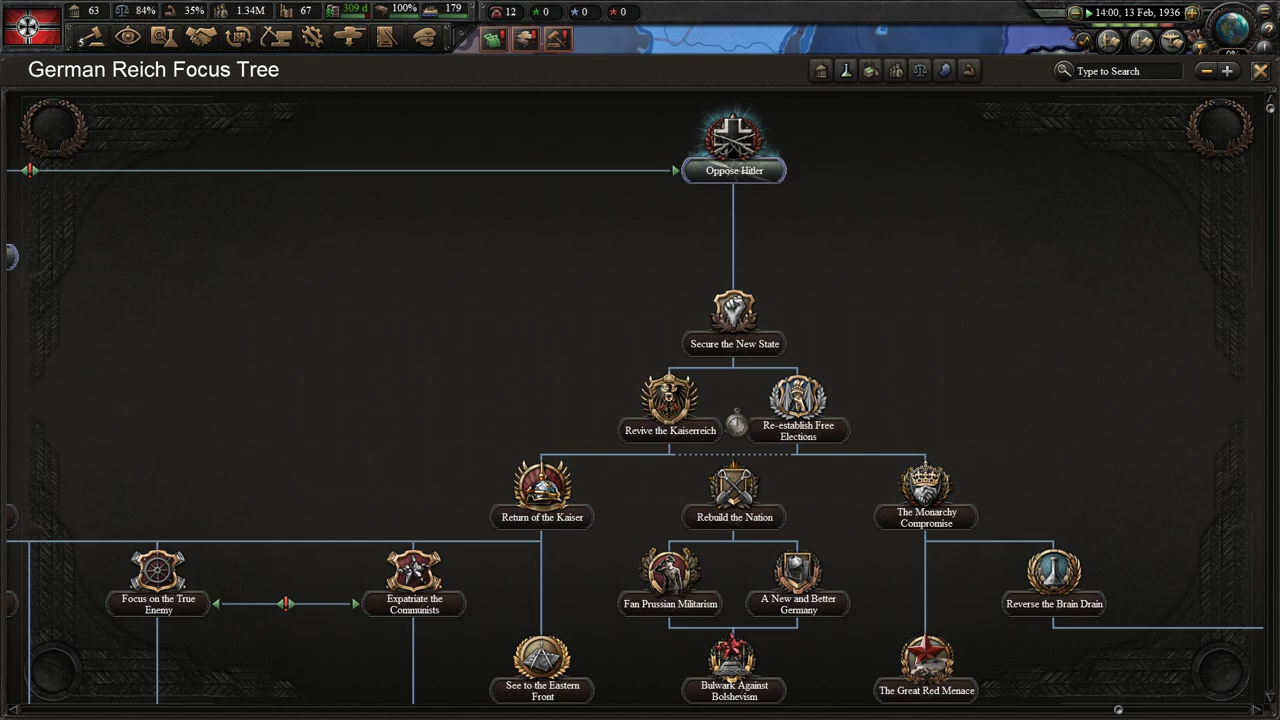 63
84%
35%
1.34M
67
309 d
100%
179
12
0
0
0
14:00, 13 Feb, 1936
5
0%
German Reich Focus Tree
Type to Search
Oppose Hitler
Secure the New State
Revive the Kaiserreich
Re-establish Free
Elections
Return of the Kaiser
Rebuild the Nation
The Monarchy
Compromise
Focus on the True
Enemy
Expatriate the
Communists
Fan Prussian Militarism
A New and Better
Germany
Reverse the Brain Drain
See to the Eastern
Front
Bulwark Against
Bolshevism
The Great Red Menace